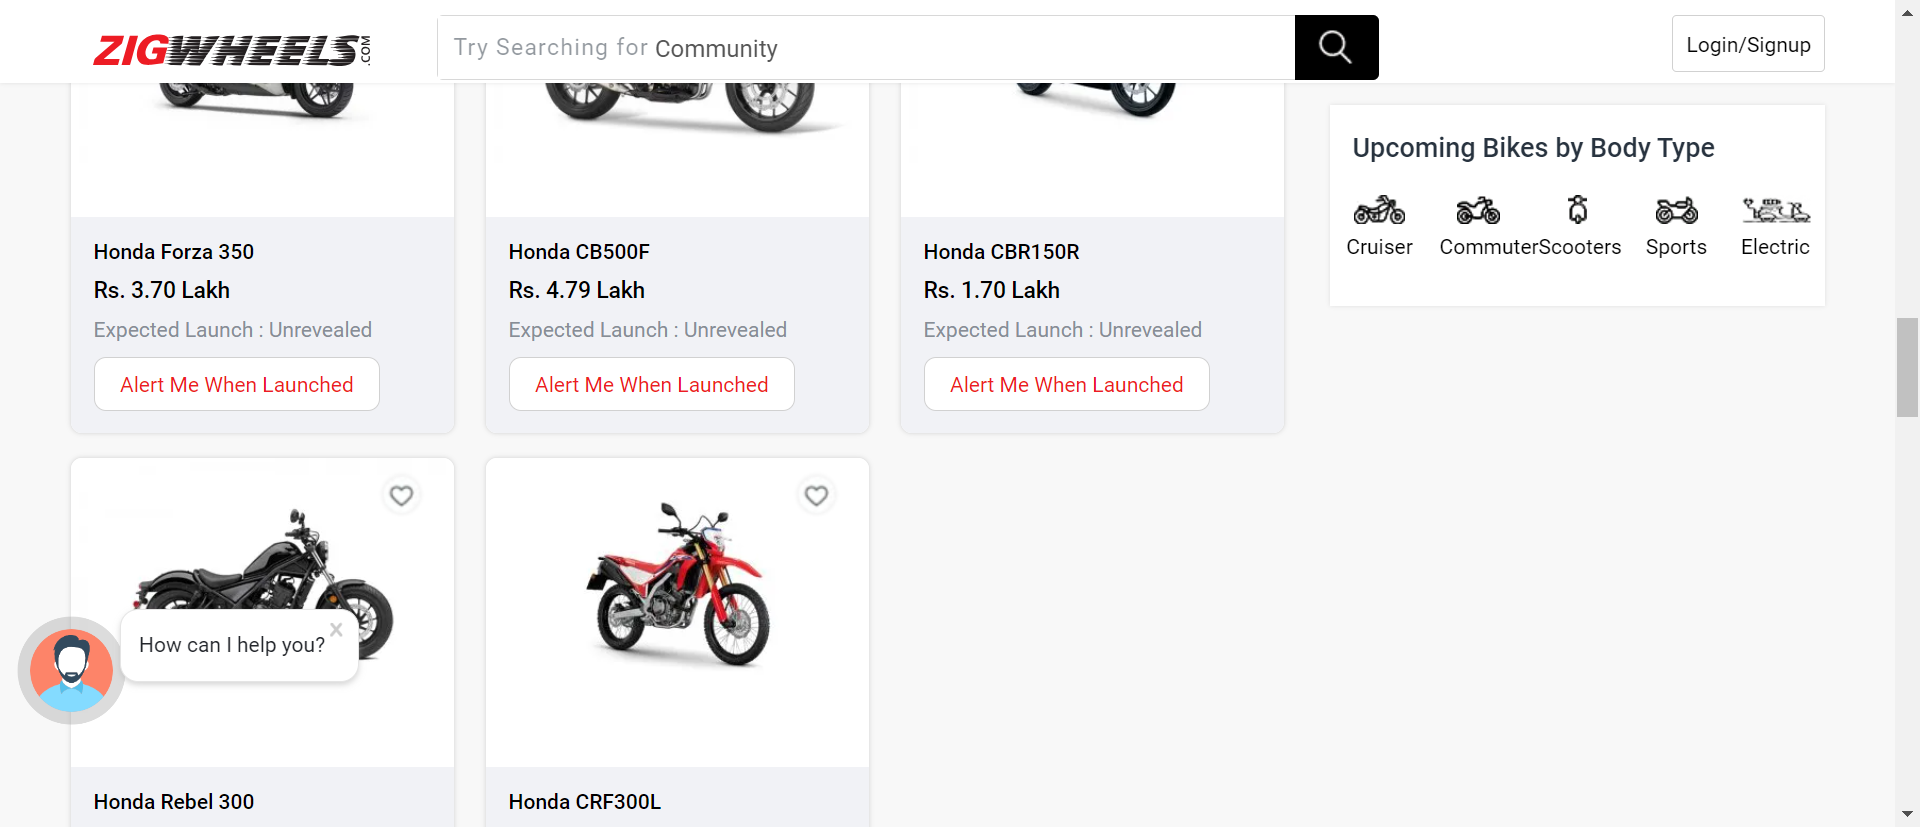 ZIGWHEELS.COM
Try Searching for Community
Login/Signup
Upcoming Bikes by Body Type
Cruiser
Commuter
Scooters
Sports
Electric
Honda Forza 350
Rs. 3.70 Lakh
Expected Launch : Unrevealed
Alert Me When Launched
Honda CB500F
Rs. 4.79 Lakh
Expected Launch : Unrevealed
Alert Me When Launched
Honda CBR150R
Rs. 1.70 Lakh
Expected Launch : Unrevealed
Alert Me When Launched
How can I help you?
Honda Rebel 300
Honda CRF300L